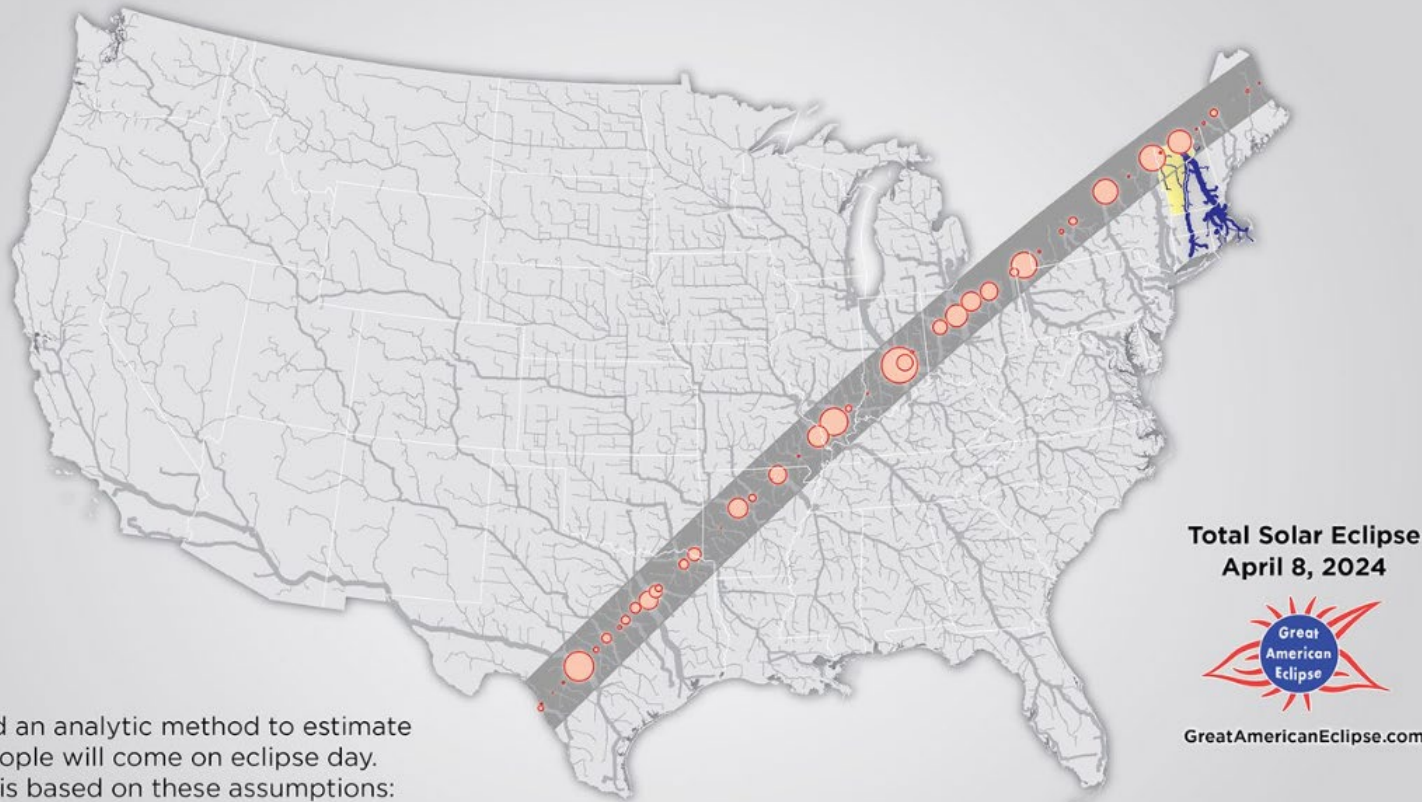 Total Solar Eclipse
April 8, 2024
Great
American
Eclipse
GreatAmericanEclipse.com
an analytic method to estimate
will come on eclipse day.
is based on these assumptions: